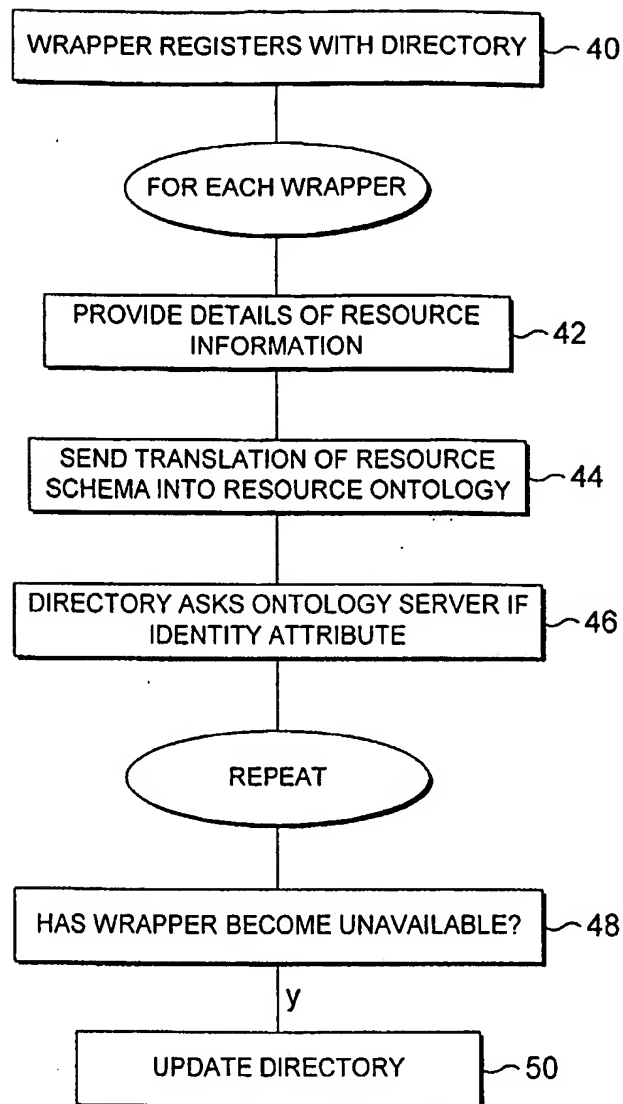 WRAPPER REGISTERS WITH DIRECTORY 40
FOR EACH WRAPPER
PROVIDE DETAILS OF RESOURCE
INFORMATION 42
SEND TRANSLATION OF RESOURCE
SCHEMA INTO RESOURCE ONTOLOGY 44
DIRECTORY ASKS ONTOLOGY SERVER IF
IDENTITY ATTRIBUTE 46
REPEAT
HAS WRAPPER BECOME UNAVAILABLE? 48
y
UPDATE DIRECTORY 50